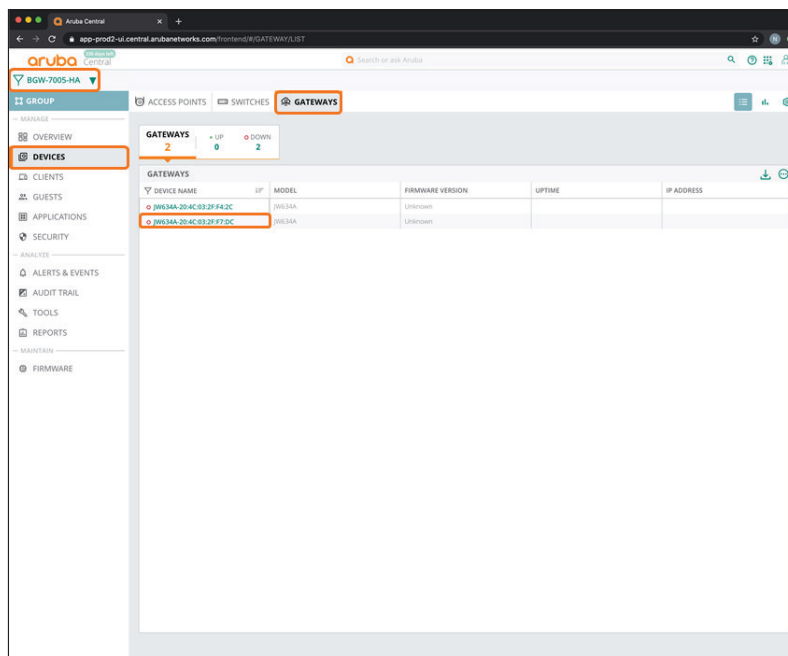 Aruba Central
app-prod2-ui.central.arubanetworks.com/frontend/#/GATEWAY/LIST
aruba Central
Search or ask Aruba
BGW-7005-HA
GROUP
ACCESS POINTS SWITCHES GATEWAYS
MANAGE
OVERVIEW
DEVICES
CLIENTS
GUESTS
APPLICATIONS
SECURITY
ANALYZE
ALERTS & EVENTS
AUDIT TRAIL
TOOLS
REPORTS
MAINTAIN
FIRMWARE
GATEWAYS UP DOWN
2 0 2
GATEWAYS
DEVICE NAME MODEL FIRMWARE VERSION UPTIME IP ADDRESS
JW634A-20:4C:03:2F:F4:2C JW634A Unknown
JW634A-20:4C:03:2F:F7:DC JW634A Unknown